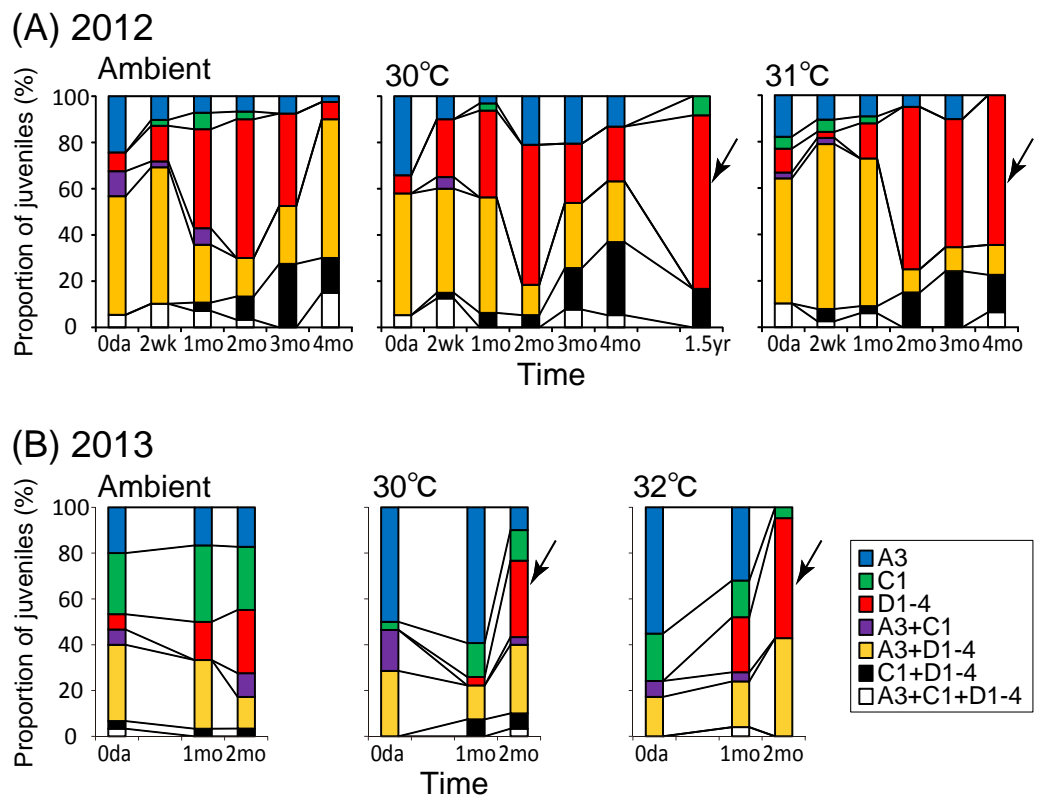 (A) 2012
Ambient
30°C
31°C
Proportion of juveniles (%)
100
80
60
40
20
0
0da 2wk 1mo 2mo 3mo 4mo
0da 2wk 1mo 2mo 3mo 4mo 1.5yr
0da 2wk 1mo 2mo 3mo 4mo
Time
(B) 2013
Ambient
30°C
32°C
Proportion of juveniles (%)
100
80
60
40
20
0
0da 1mo 2mo
0da 1mo 2mo
0da 1mo 2mo
Time
A3
C1
D1-4
A3+C1
A3+D1-4
C1+D1-4
A3+C1+D1-4